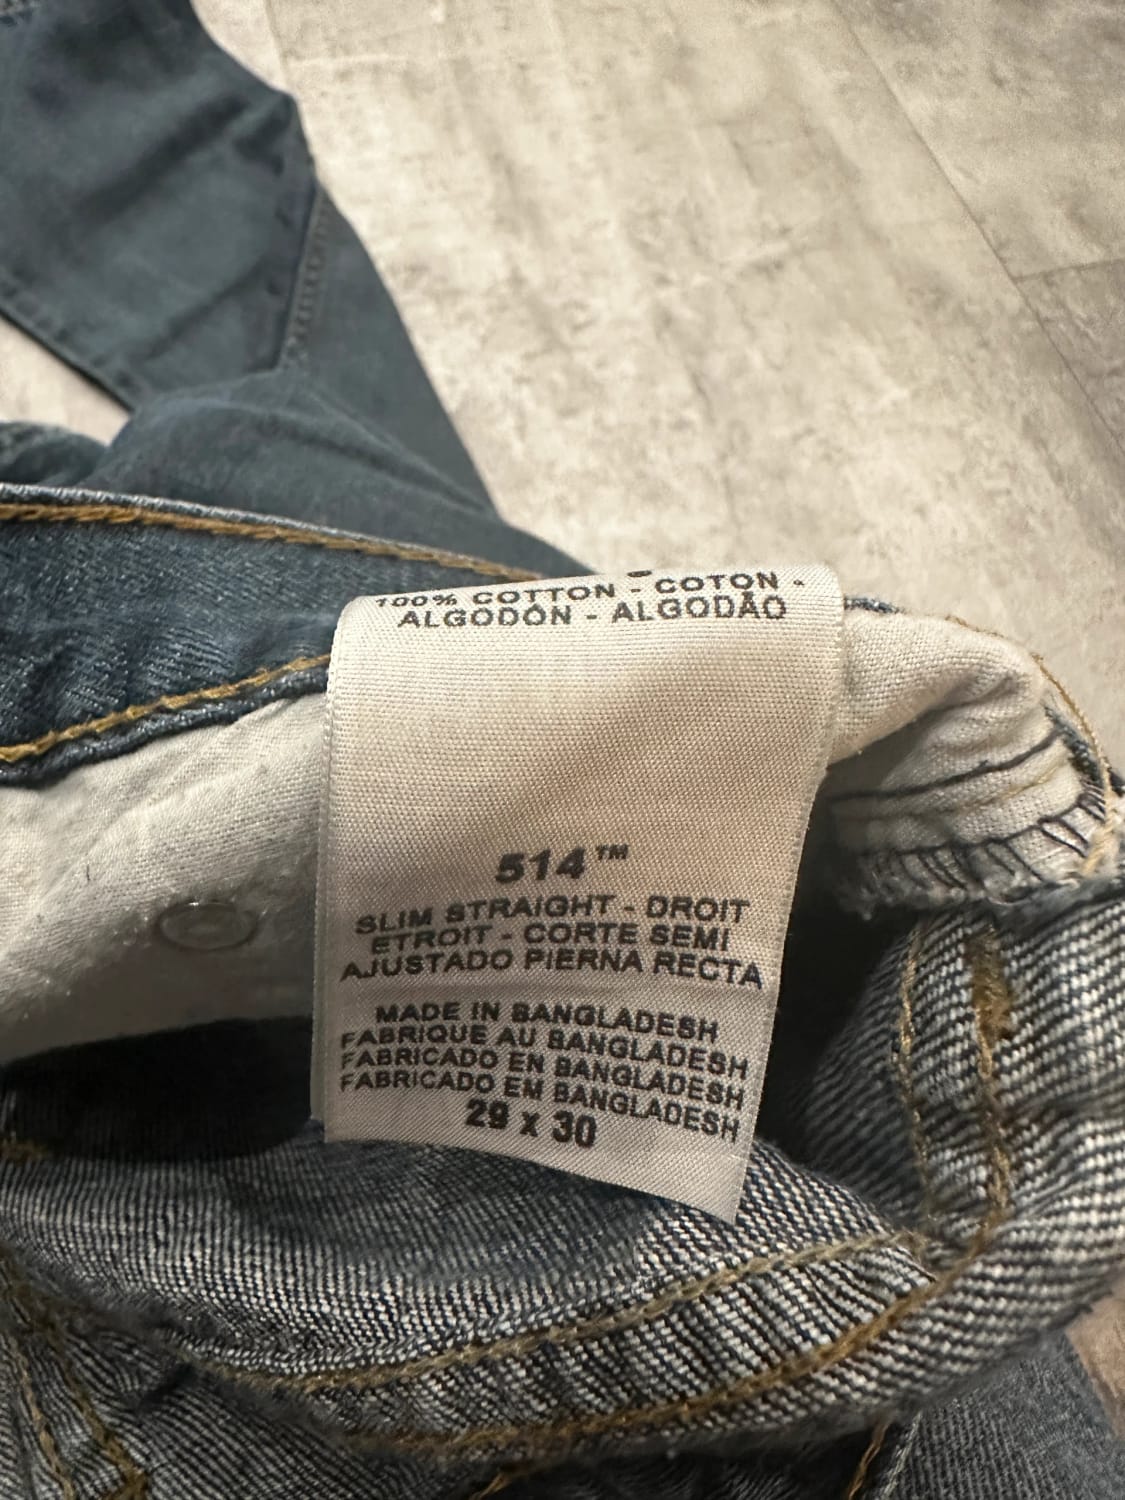 100% COTTON - COTON -
ALGODÓN - ALGODÃO
514™
SLIM STRAIGHT - DROIT
ETROIT - CORTE SEMI
AJUSTADO PIERNA RECTA
MADE IN BANGLADESH
FABRIQUE AU BANGLADESH
FABRICADO EN BANGLADESH
FABRICADO EM BANGLADESH
29 x 30